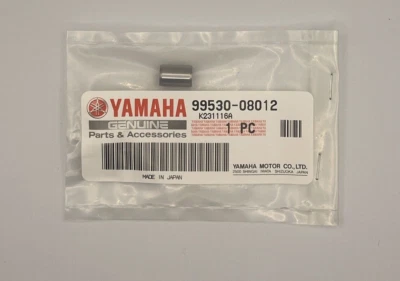 YAMAHA 99530-08012
K231116A
GENUINE 1 PC
Parts & Accessories
YAMAHA MOTOR CO.,LTD.
MADE IN JAPAN